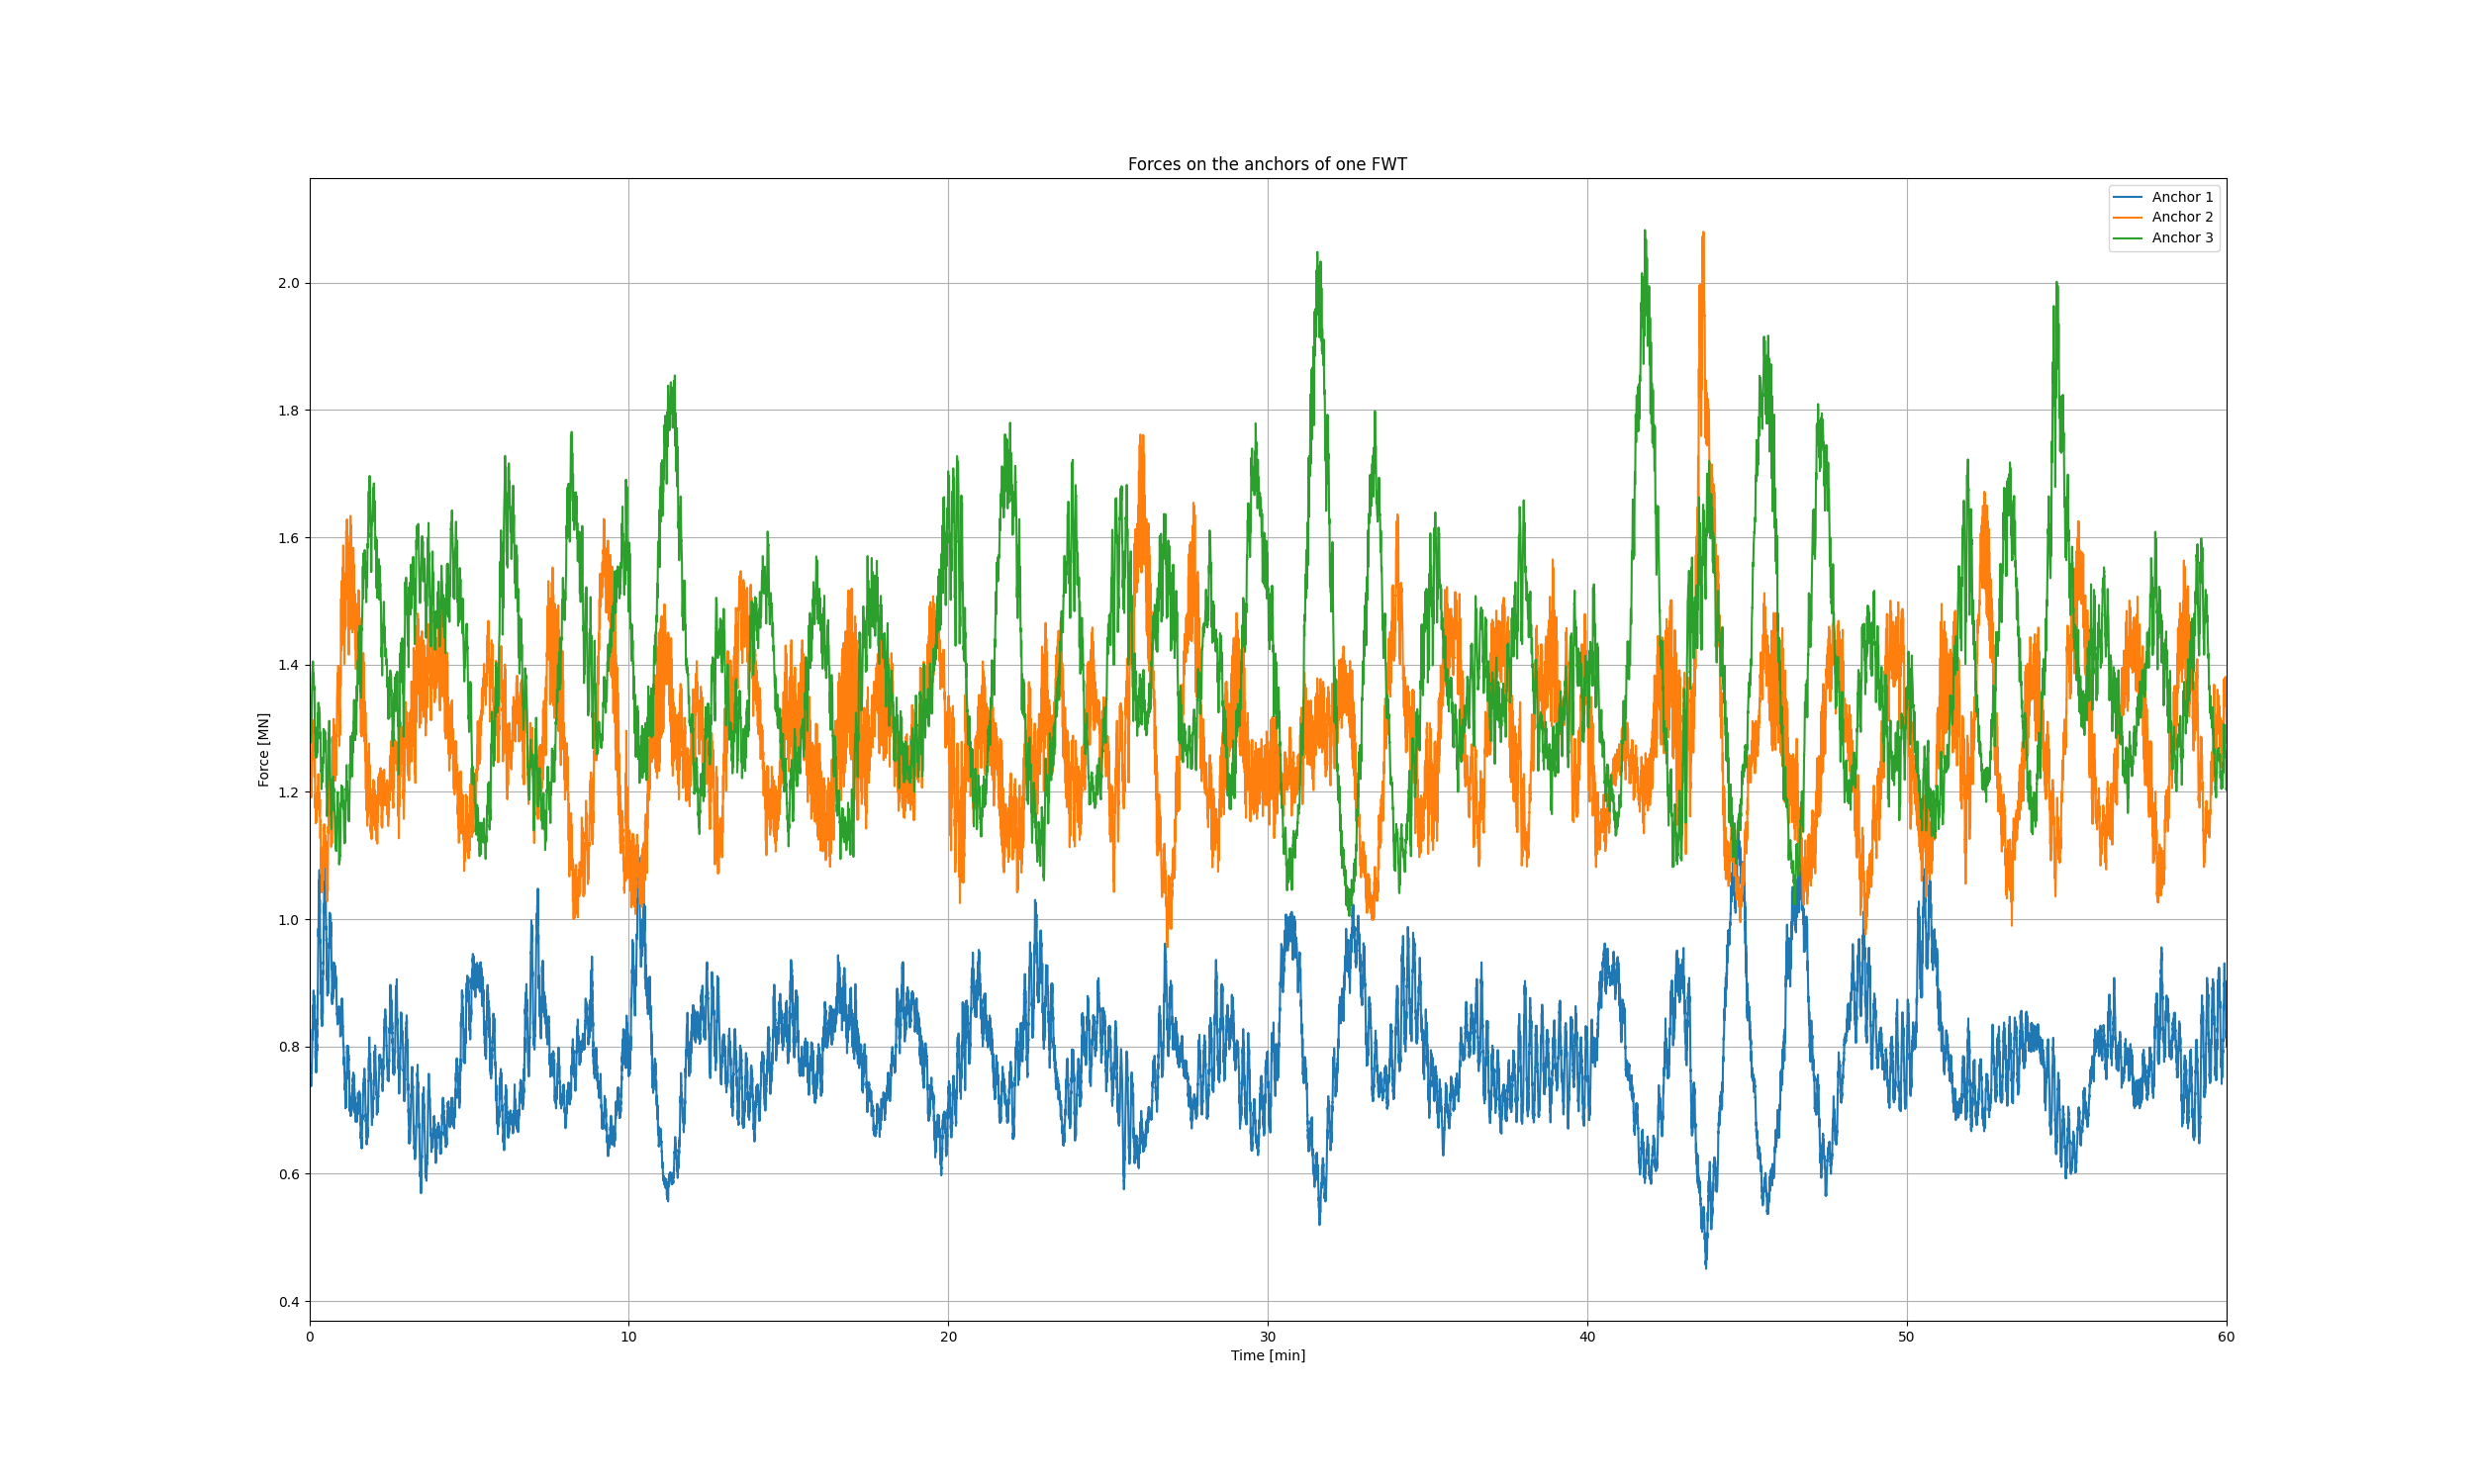 Forces on the anchors of one FWT
Anchor 1
Anchor 2
Anchor 3
Force [MN]
2.0
1.8
1.6
1.4
1.2
1.0
0.8
0.6
0.4
0 10 20 30 40 50 60
Time [min]